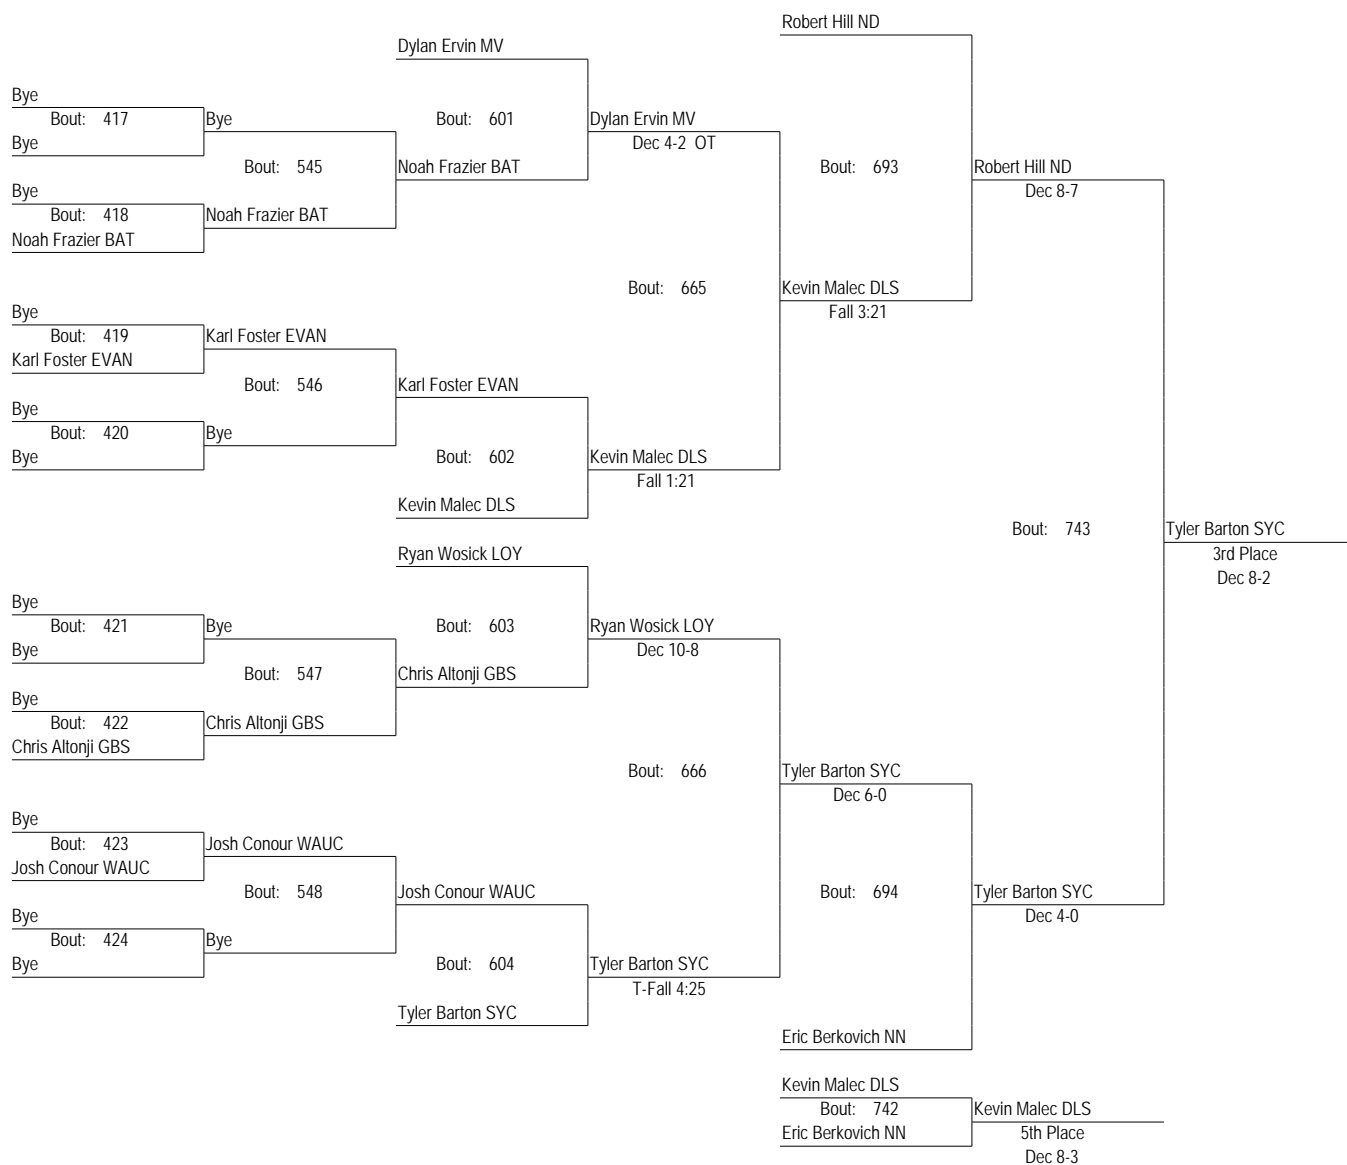 Robert Hill ND
Dylan Ervin MV
Bye
Bout: 417
Bye
Bout: 601
Dylan Ervin MV
Bye
Dec 4-2 OT
Bout: 545
Noah Frazier BAT
Bout: 693
Robert Hill ND
Bye
Dec 8-7
Bout: 418
Noah Frazier BAT
Noah Frazier BAT
Bout: 665
Kevin Malec DLS
Bye
Fall 3:21
Bout: 419
Karl Foster EVAN
Karl Foster EVAN
Bout: 546
Karl Foster EVAN
Bye
Bout: 420
Bye
Bye
Bout: 602
Kevin Malec DLS
Fall 1:21
Kevin Malec DLS
Bout: 743
Tyler Barton SYC
Ryan Wosick LOY
3rd Place
Dec 8-2
Bye
Bout: 421
Bye
Bout: 603
Ryan Wosick LOY
Bye
Dec 10-8
Bout: 547
Chris Altonji GBS
Bye
Bout: 422
Chris Altonji GBS
Chris Altonji GBS
Bout: 666
Tyler Barton SYC
Dec 6-0
Bye
Bout: 423
Josh Conour WAUC
Josh Conour WAUC
Bout: 548
Josh Conour WAUC
Bout: 694
Tyler Barton SYC
Bye
Dec 4-0
Bout: 424
Bye
Bye
Bout: 604
Tyler Barton SYC
T-Fall 4:25
Tyler Barton SYC
Eric Berkovich NN
Kevin Malec DLS
Bout: 742
Kevin Malec DLS
Eric Berkovich NN
5th Place
Dec 8-3